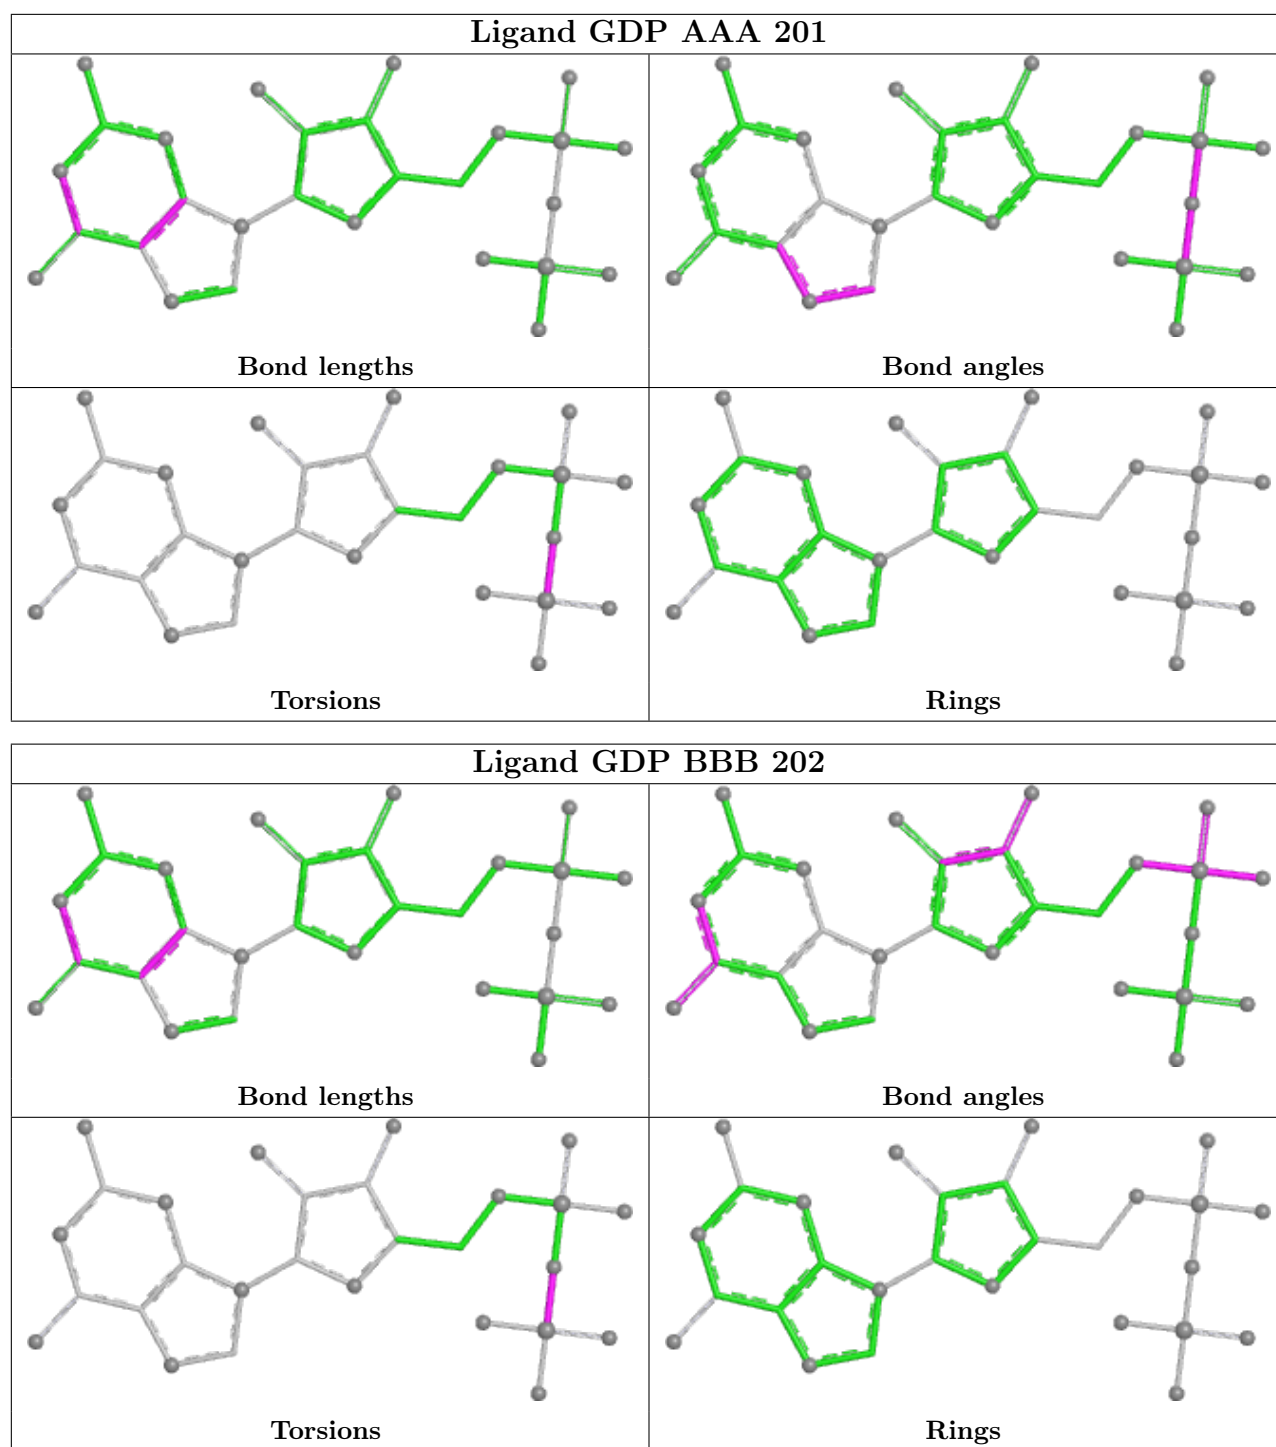 Ligand GDP AAA 201
Bond lengths
Bond angles
Torsions
Rings
Ligand GDP BBB 202
Bond lengths
Bond angles
Torsions
Rings